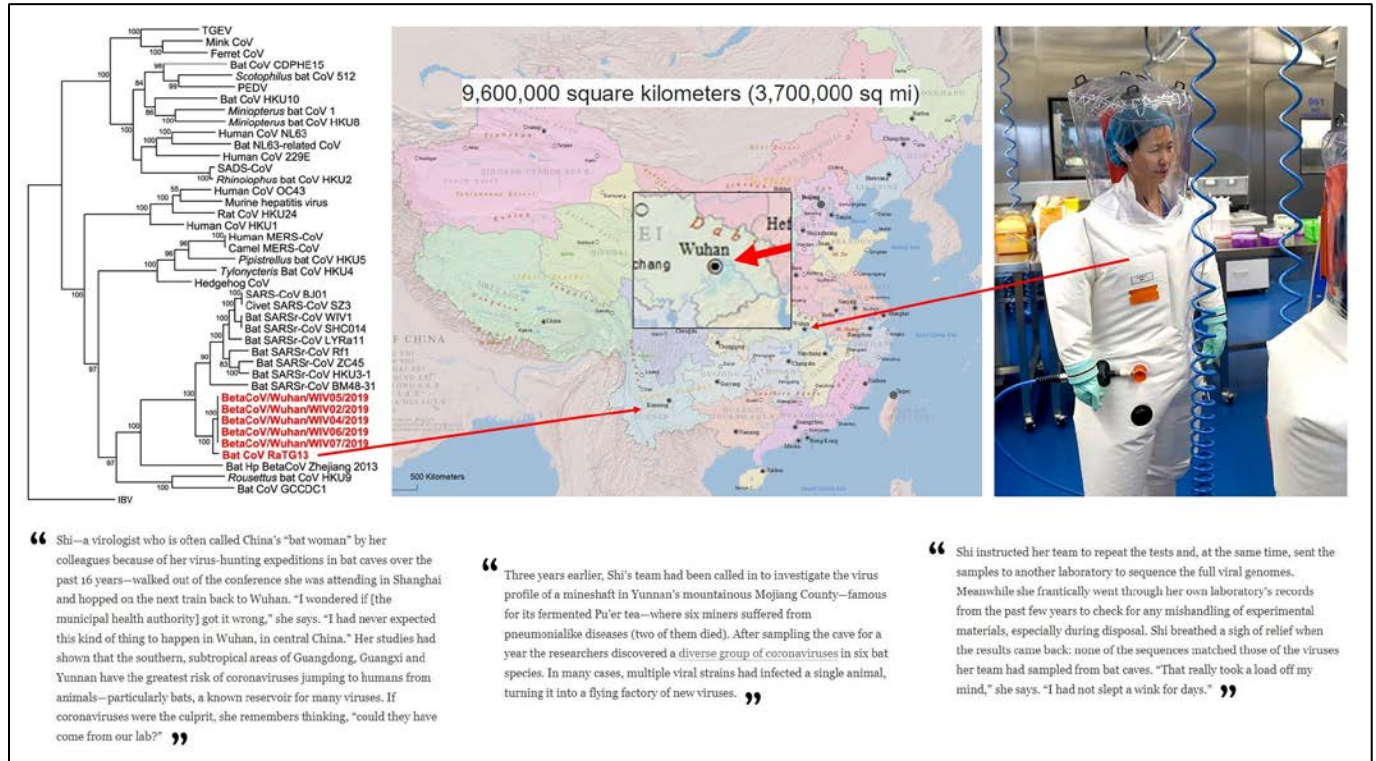 TGEV
Mink CoV
Ferret CoV
Bat CoV CDPHE15
Scotophilus bat CoV 512
PEDV
Bat CoV HKU10
Miniopterus bat CoV 1
Miniopterus bat CoV HKU8
Human CoV NL63
Bat NL63-related CoV
Human CoV 229E
SADS-CoV
Rhinolophus bat CoV HKU2
Human CoV OC43
Murine hepatitis virus
Rat CoV HKU24
Human CoV HKU1
Human MERS-CoV
Camel MERS-CoV
Pipistrellus bat CoV HKU5
Tylonycteris Bat CoV HKU4
Hedgehog CoV
SARS-CoV BJ01
Civet SARS-CoV SZ3
Bat SARSr-CoV WIV1
Bat SARSr-CoV SHC014
Bat SARSr-CoV LYRa11
Bat SARSr-CoV Rf1
Bat SARSr-CoV ZC45
Bat SARSr-CoV HKU3-1
Bat SARSr-CoV BM48-31
BetaCoV/Wuhan/WIV05/2019
BetaCoV/Wuhan/WIV02/2019
BetaCoV/Wuhan/WIV04/2019
BetaCoV/Wuhan/WIV06/2019
BetaCoV/Wuhan/WIV07/2019
Bat CoV RaTG13
Bat Hp BetaCoV Zhejiang 2013
Rousettus bat CoV HKU9
Bat CoV GCCDC1
IBV
9,600,000 square kilometers (3,700,000 sq mi)
EI
Dab
Hef
Wuhan
chang
OF CHINA
500 Kilometers
“ Shi—a virologist who is often called China’s “bat woman” by her
colleagues because of her virus-hunting expeditions in bat caves over the
past 16 years—walked out of the conference she was attending in Shanghai
and hopped on the next train back to Wuhan. “I wondered if [the
municipal health authority] got it wrong,” she says. “I had never expected
this kind of thing to happen in Wuhan, in central China.” Her studies had
shown that the southern, subtropical areas of Guangdong, Guangxi and
Yunnan have the greatest risk of coronaviruses jumping to humans from
animals—particularly bats, a known reservoir for many viruses. If
coronaviruses were the culprit, she remembers thinking, “could they have
come from our lab?” ”
“ Three years earlier, Shi’s team had been called in to investigate the virus
profile of a mineshaft in Yunnan’s mountainous Mojiang County—famous
for its fermented Pu’er tea—where six miners suffered from
pneumonialike diseases (two of them died). After sampling the cave for a
year the researchers discovered a diverse group of coronaviruses in six bat
species. In many cases, multiple viral strains had infected a single animal,
turning it into a flying factory of new viruses. ”
“ Shi instructed her team to repeat the tests and, at the same time, sent the
samples to another laboratory to sequence the full viral genomes.
Meanwhile she frantically went through her own laboratory’s records
from the past few years to check for any mishandling of experimental
materials, especially during disposal. Shi breathed a sigh of relief when
the results came back: none of the sequences matched those of the viruses
her team had sampled from bat caves. “That really took a load off my
mind,” she says. “I had not slept a wink for days.” ”